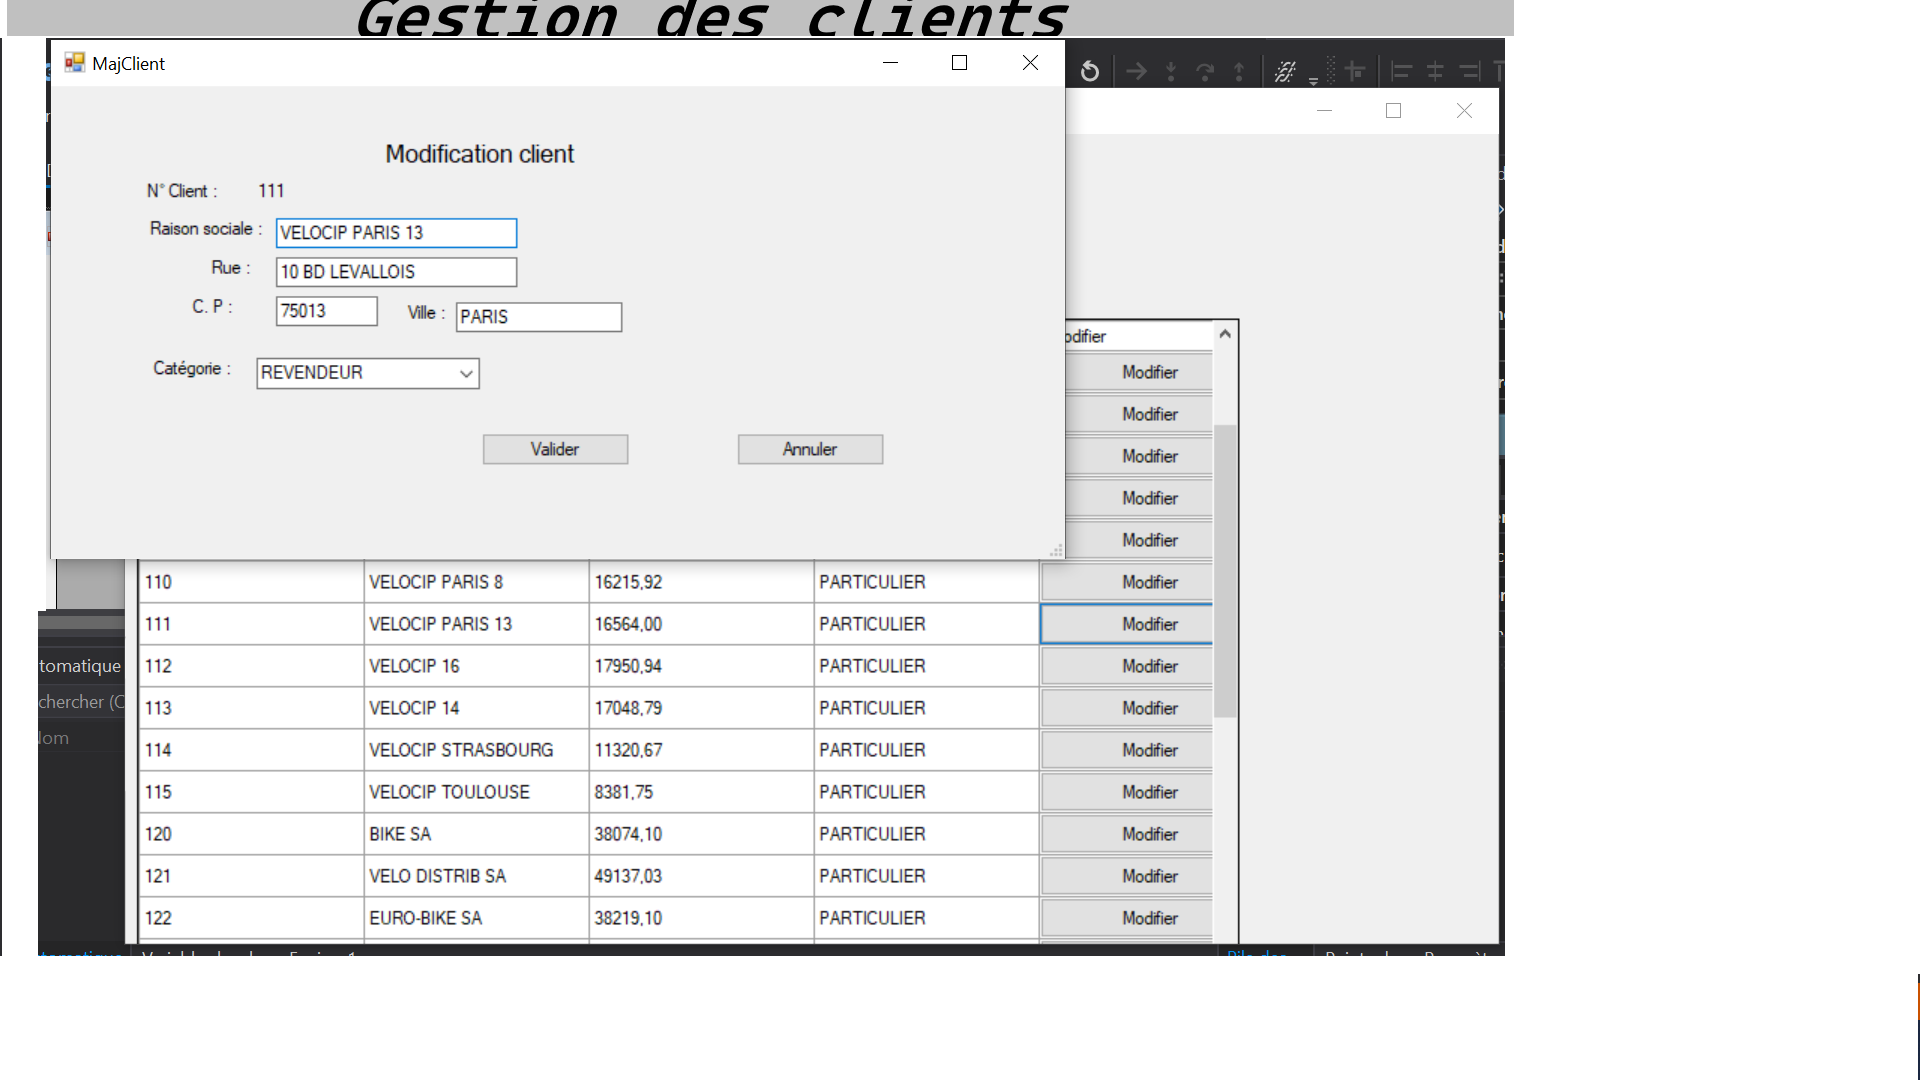 Gestion des clients
MajClient
Modification client
N° Client : 111
Raison sociale : VELOCIP PARIS 13
Rue : 10 BD LEVALLOIS
C. P : 75013 Ville : PARIS
Catégorie : REVENDEUR
Valider Annuler
Modifier
Modifier
Modifier
Modifier
Modifier
110 VELOCIP PARIS 8 16215,92 PARTICULIER Modifier
111 VELOCIP PARIS 13 16564,00 PARTICULIER Modifier
112 VELOCIP 16 17950,94 PARTICULIER Modifier
113 VELOCIP 14 17048,79 PARTICULIER Modifier
114 VELOCIP STRASBOURG 11320,67 PARTICULIER Modifier
115 VELOCIP TOULOUSE 8381,75 PARTICULIER Modifier
120 BIKE SA 38074,10 PARTICULIER Modifier
121 VELO DISTRIB SA 49137,03 PARTICULIER Modifier
122 EURO-BIKE SA 38219,10 PARTICULIER Modifier
tomatique
chercher (C